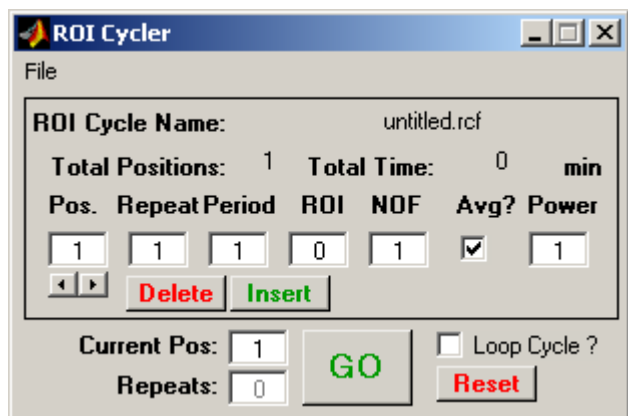 ROI Cycler
File
ROI Cycle Name: untitled.rcf
Total Positions: 1 Total Time: 0 min
Pos. Repeat Period ROI NOF Avg? Power
1 1 1 0 1 1
Delete Insert
Current Pos: 1 GO Loop Cycle ?
Repeats: 0 Reset